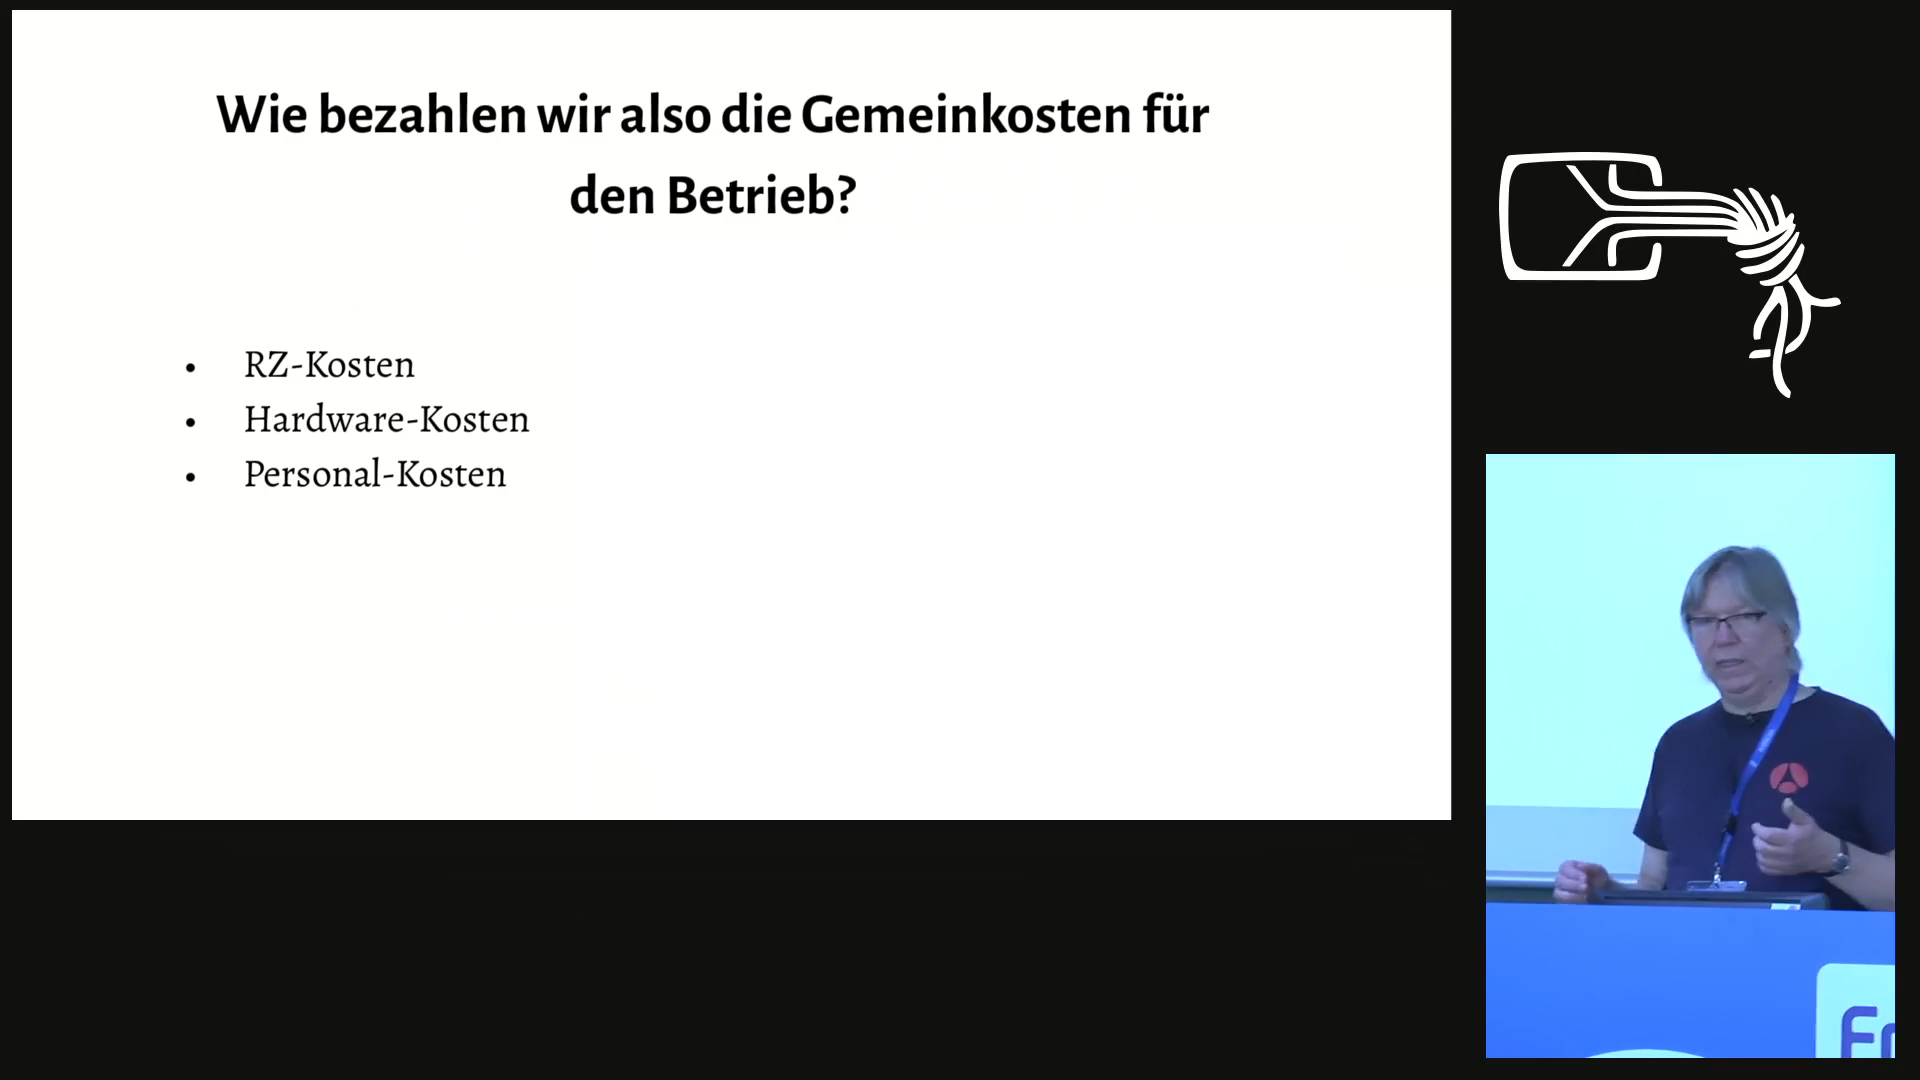 Wie bezahlen wir also die Gemeinkosten für
den Betrieb?
• RZ-Kosten
• Hardware-Kosten
• Personal-Kosten